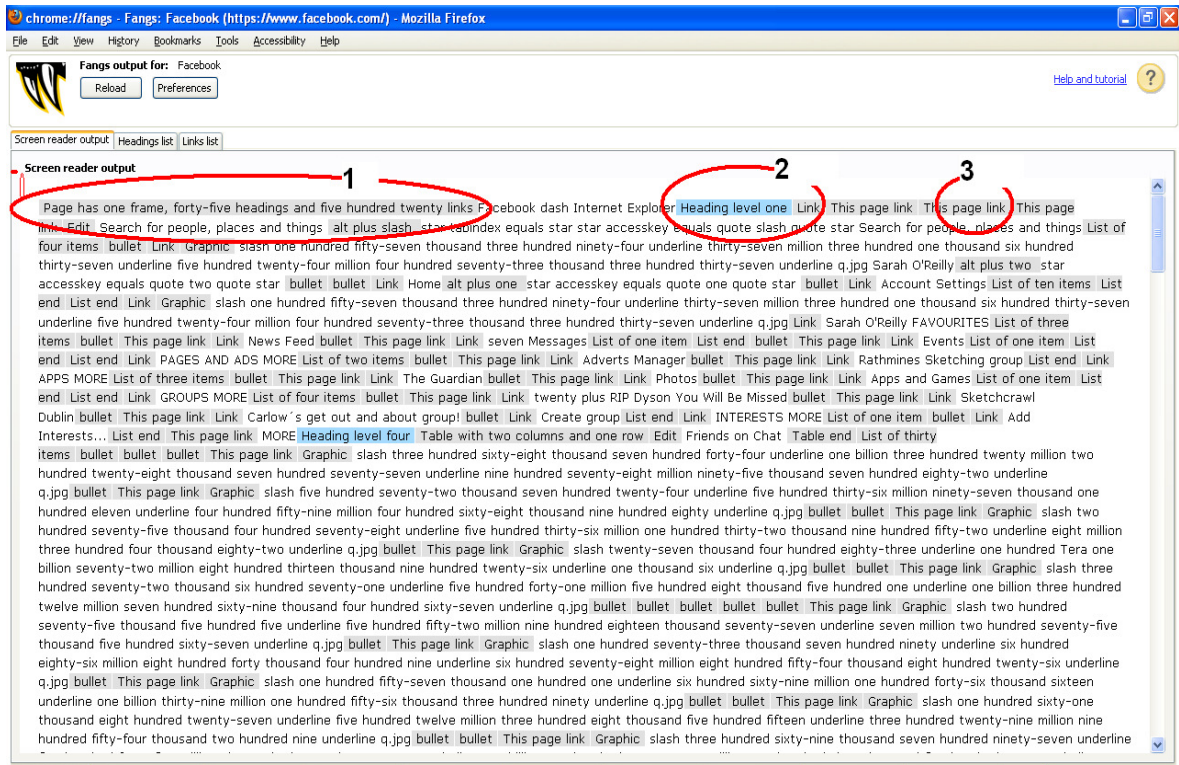 chrome://fangs - Fangs: Facebook (https://www.facebook.com/) - Mozilla Firefox
File Edit View History Bookmarks Tools Accessibility Help
Fangs output for: Facebook
Reload Preferences
Help and tutorial ?
Screen reader output Headings list Links list
Screen reader output
1 2 3
Page has one frame, forty-five headings and five hundred twenty links Facebook dash Internet Explorer Heading level one Link This page link This page link This page
link Edit Search for people, places and things alt plus slash star tabindex equals star star accesskey equals quote slash quote star Search for people, places and things List of
four items bullet Link Graphic slash one hundred fifty-seven thousand three hundred ninety-four underline thirty-seven million three hundred one thousand six hundred
thirty-seven underline five hundred twenty-four million four hundred seventy-three thousand three hundred thirty-seven underline q.jpg Sarah O'Reilly alt plus two star
accesskey equals quote two quote star bullet bullet Link Home alt plus one star accesskey equals quote one quote star bullet Link Account Settings List of ten items List
end List end Link Graphic slash one hundred fifty-seven thousand three hundred ninety-four underline thirty-seven million three hundred one thousand six hundred thirty-seven
underline five hundred twenty-four million four hundred seventy-three thousand three hundred thirty-seven underline q.jpg Link Sarah O'Reilly FAVOURITES List of three
items bullet This page link Link News Feed bullet This page link Link seven Messages List of one item List end bullet This page link Link Events List of one item List
end List end Link PAGES AND ADS MORE List of two items bullet This page link Link Adverts Manager bullet This page link Link Rathmines Sketching group List end Link
APPS MORE List of three items bullet This page link Link The Guardian bullet This page link Link Photos bullet This page link Link Apps and Games List of one item List
end List end Link GROUPS MORE List of four items bullet This page link Link twenty plus RIP Dyson You Will Be Missed bullet This page link Link Sketchcrawl
Dublin bullet This page link Link Carlow´s get out and about group! bullet Link Create group List end Link INTERESTS MORE List of one item bullet Link Add
Interests... List end This page link MORE Heading level four Table with two columns and one row Edit Friends on Chat Table end List of thirty
items bullet bullet bullet This page link Graphic slash three hundred sixty-eight thousand seven hundred forty-four underline one billion three hundred twenty million two
hundred twenty-eight thousand seven hundred seventy-seven underline nine hundred seventy-eight million ninety-five thousand seven hundred eighty-two underline
q.jpg bullet This page link Graphic slash five hundred seventy-two thousand seven hundred twenty-four underline five hundred thirty-six million ninety-seven thousand one
hundred eleven underline four hundred fifty-nine million four hundred sixty-eight thousand nine hundred eighty underline q.jpg bullet bullet This page link Graphic slash two
hundred seventy-five thousand four hundred seventy-eight underline five hundred thirty-six million one hundred thirty-two thousand nine hundred fifty-two underline eight million
three hundred four thousand eighty-two underline q.jpg bullet This page link Graphic slash twenty-seven thousand four hundred eighty-three underline one hundred Tera one
billion seventy-two million eight hundred thirteen thousand nine hundred twenty-six underline one thousand six underline q.jpg bullet bullet This page link Graphic slash three
hundred seventy-two thousand six hundred seventy-one underline five hundred forty-one million five hundred eight thousand five hundred one underline one billion three hundred
twelve million seven hundred sixty-nine thousand four hundred sixty-seven underline q.jpg bullet bullet bullet bullet bullet This page link Graphic slash two hundred
seventy-five thousand five hundred five underline five hundred fifty-two million nine hundred eighteen thousand seventy-seven underline seven million two hundred seventy-five
thousand five hundred sixty-seven underline q.jpg bullet This page link Graphic slash one hundred seventy-three thousand seven hundred ninety underline six hundred
eighty-six million eight hundred forty thousand four hundred nine underline six hundred seventy-eight million eight hundred fifty-four thousand eight hundred twenty-six underline
q.jpg bullet This page link Graphic slash one hundred fifty-seven thousand one hundred one underline six hundred sixty-nine million one hundred forty-six thousand sixteen
underline one billion thirty-nine million one hundred fifty-six thousand three hundred ninety underline q.jpg bullet bullet This page link Graphic slash one hundred sixty-one
thousand eight hundred twenty-seven underline five hundred twelve million three hundred eight thousand five hundred fifteen underline three hundred twenty-nine million nine
hundred fifty-four thousand two hundred nine underline q.jpg bullet bullet This page link Graphic slash three hundred sixty-nine thousand seven hundred ninety-seven underline